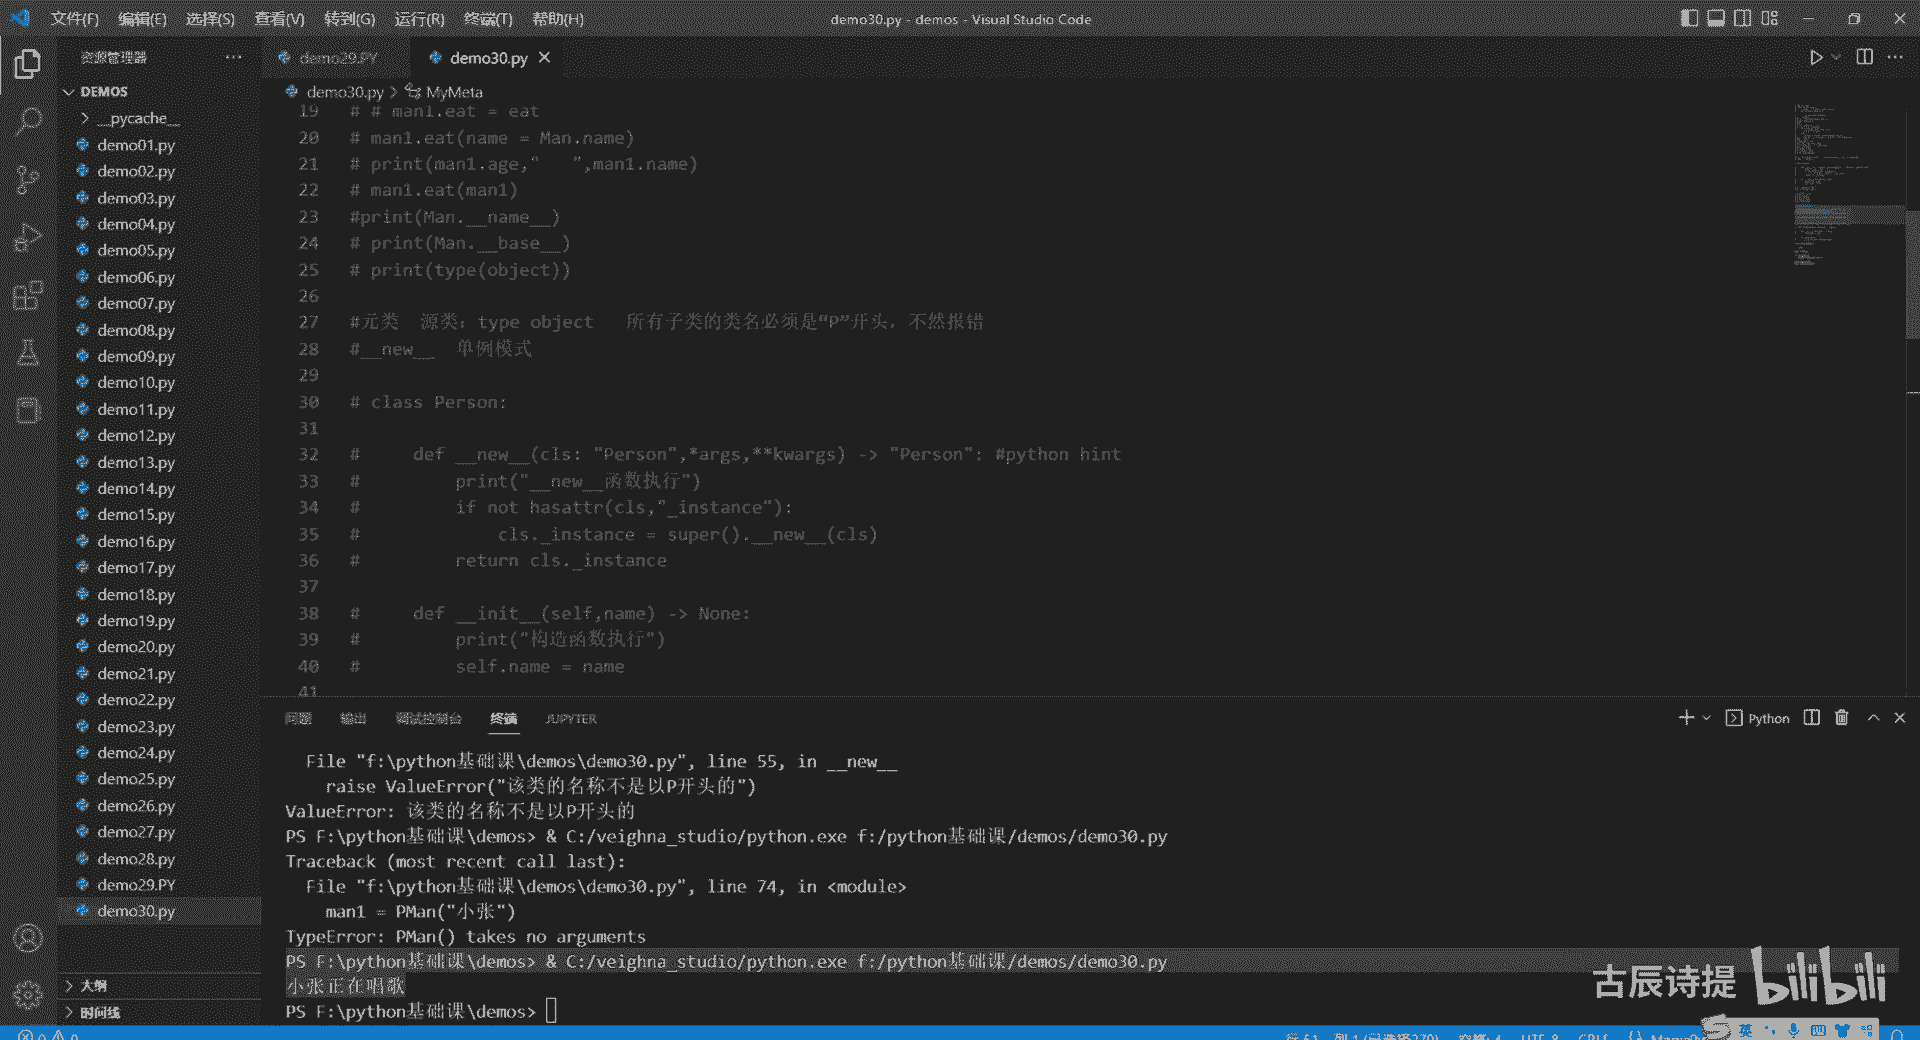 文件(F) 编辑(E) 选择(S) 查看(V) 转到(G) 运行(R) 终端(T) 帮助(H)
demo30.py - demos - Visual Studio Code
资源管理器
demo29.PY
demo30.py
DEMOS
demo30.py > MyMeta
__pycache__
demo01.py
demo02.py
demo03.py
demo04.py
demo05.py
demo06.py
demo07.py
demo08.py
demo09.py
demo10.py
demo11.py
demo12.py
demo13.py
demo14.py
demo15.py
demo16.py
demo17.py
demo18.py
demo19.py
demo20.py
demo21.py
demo22.py
demo23.py
demo24.py
demo25.py
demo26.py
demo27.py
demo28.py
demo29.PY
demo30.py
大纲
时间线
19 # # man1.eat = eat
20 # man1.eat(name = Man.name)
21 # print(man1.age,"   ",man1.name)
22 # man1.eat(man1)
23 #print(Man.__name__)
24 # print(Man.__base__)
25 # print(type(object))
26
27 #元类  源类：type object   所有子类的类名必须是“P”开头，不然报错
28 #__new__  单例模式
29
30 # class Person:
31
32 #     def __new__(cls: "Person",*args,**kwargs) -> "Person": #python hint
33 #         print("__new__函数执行")
34 #         if not hasattr(cls,"_instance"):
35 #             cls._instance = super().__new__(cls)
36 #         return cls._instance
37
38 #     def __init__(self,name) -> None:
39 #         print("构造函数执行")
40 #         self.name = name
41
问题 输出 调试控制台 终端 JUPYTER
Python
File "f:\python基础课\demos\demo30.py", line 55, in __new__
raise ValueError("该类的名称不是以P开头的")
ValueError: 该类的名称不是以P开头的
PS F:\python基础课\demos> & C:/veighna_studio/python.exe f:/python基础课/demos/demo30.py
Traceback (most recent call last):
File "f:\python基础课\demos\demo30.py", line 74, in <module>
man1 = PMan("小张")
TypeError: PMan() takes no arguments
PS F:\python基础课\demos> & C:/veighna_studio/python.exe f:/python基础课/demos/demo30.py
小张正在唱歌
PS F:\python基础课\demos>
古辰诗提 bilibili
英